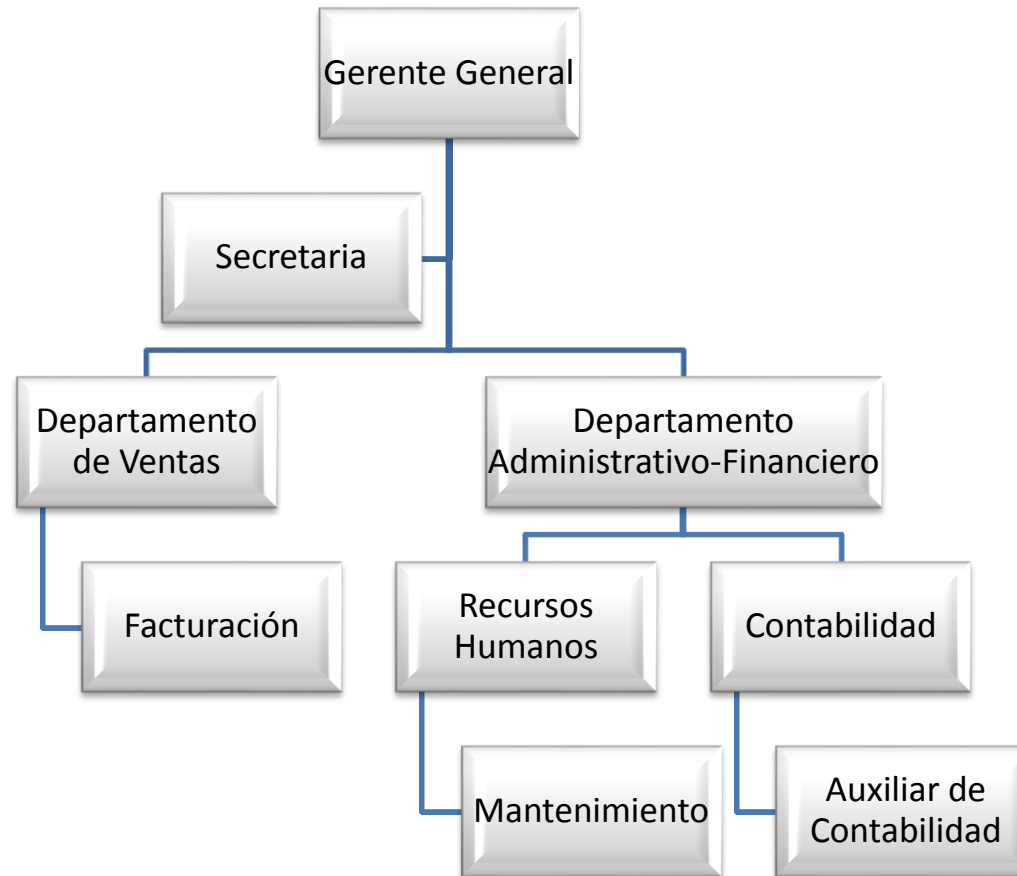 Gerente General
Secretaria
Departamento
de Ventas
Departamento
Administrativo-Financiero
Facturación
Recursos
Humanos
Contabilidad
Mantenimiento
Auxiliar de
Contabilidad